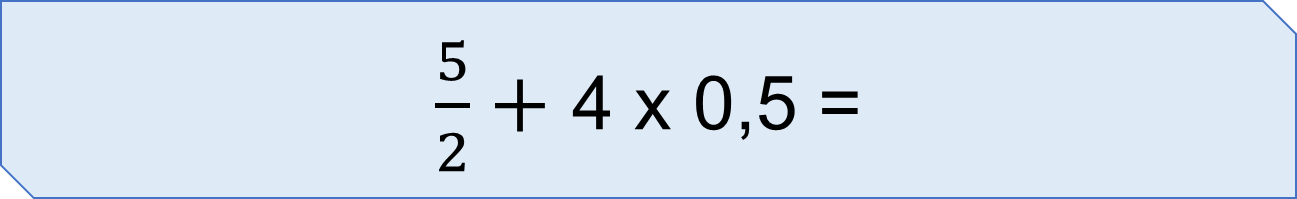 5/2 + 4 x 0,5 =